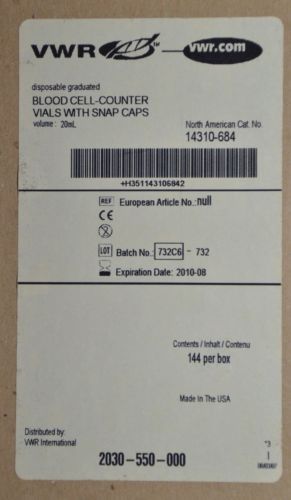 VWR vwr.com
disposable graduated
BLOOD CELL-COUNTER
VIALS WITH SNAP CAPS
volume: 20mL
North American Cat. No.
14310-684
+H351143106842
REF European Article No.: null
CE
LOT Batch No.: 732C6 - 732
Expiration Date: 2010-08
Contents / Inhalt / Contenu
144 per box
Made In The USA
Distributed by:
VWR International
2030-550-000